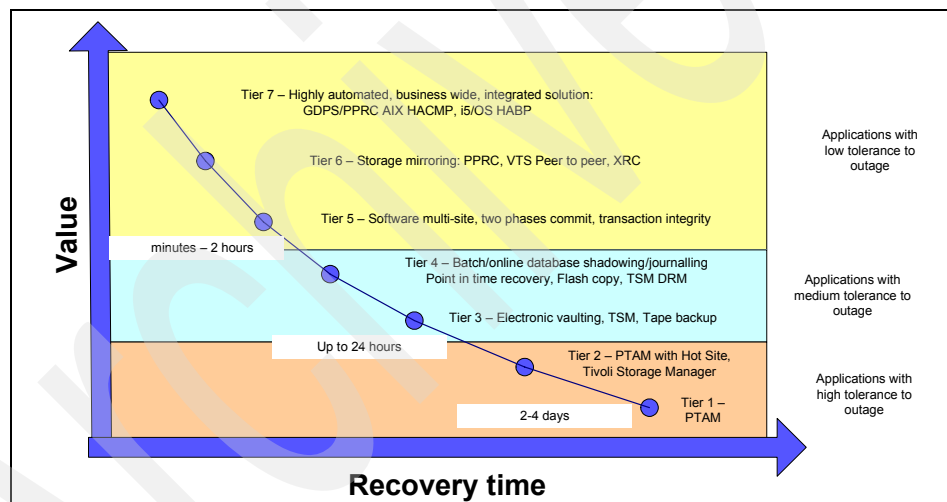 Tier 7 – Highly automated, business wide, integrated solution:
GDPS/PPRC AIX HACMP, i5/OS HABP
Applications with
low tolerance to
outage
Tier 6 – Storage mirroring: PPRC, VTS Peer to peer, XRC
Tier 5 – Software multi-site, two phases commit, transaction integrity
minutes – 2 hours
Value
Tier 4 – Batch/online database shadowing/journalling
Point in time recovery, Flash copy, TSM DRM
Applications with
medium tolerance to
outage
Tier 3 – Electronic vaulting, TSM, Tape backup
Up to 24 hours
Tier 2 – PTAM with Hot Site,
Tivoli Storage Manager
Applications with
high tolerance to
outage
Tier 1 –
PTAM
2-4 days
Recovery time